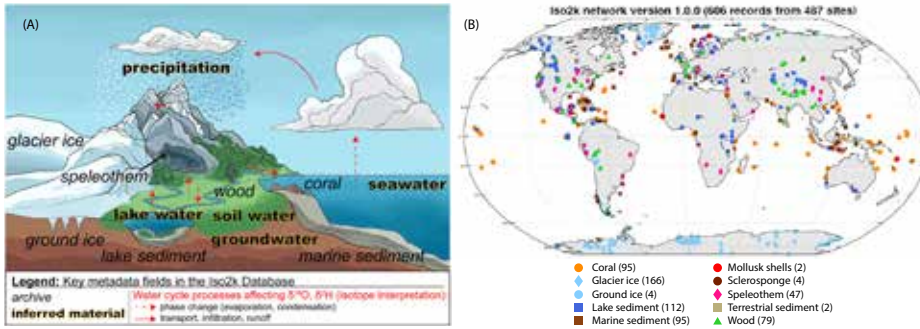 (A)
precipitation
glacier ice
speleothem
wood
coral
seawater
lake water
soil water
ground ice
groundwater
lake sediment
marine sediment
Legend: Key metadata fields in the Iso2k Database
archive
inferred material
Water cycle processes affecting δ¹⁸O, δ²H (isotope interpretation)
phase change (evaporation, condensation)
transport, infiltration, runoff
(B)
Iso2k network version 1.0.0 (606 records from 487 sites)
Coral (95)
Glacier ice (166)
Ground ice (4)
Lake sediment (112)
Marine sediment (95)
Mollusk shells (2)
Sclerosponge (4)
Speleothem (47)
Terrestrial sediment (2)
Wood (79)